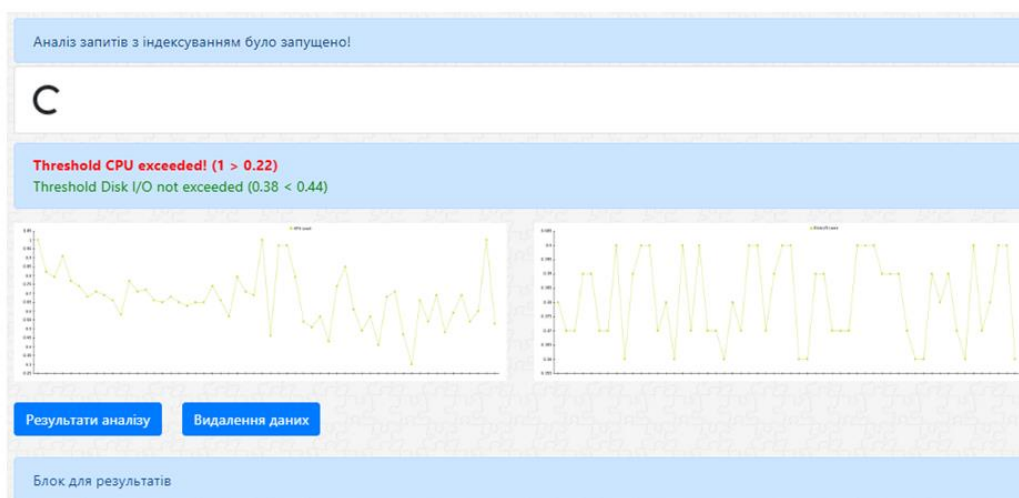 Аналіз запитів з індексуванням було запущено!
Threshold CPU exceeded! (1 > 0.22)
Threshold Disk I/O not exceeded (0.38 < 0.44)
Результати аналізу
Видалення даних
Блок для результатів